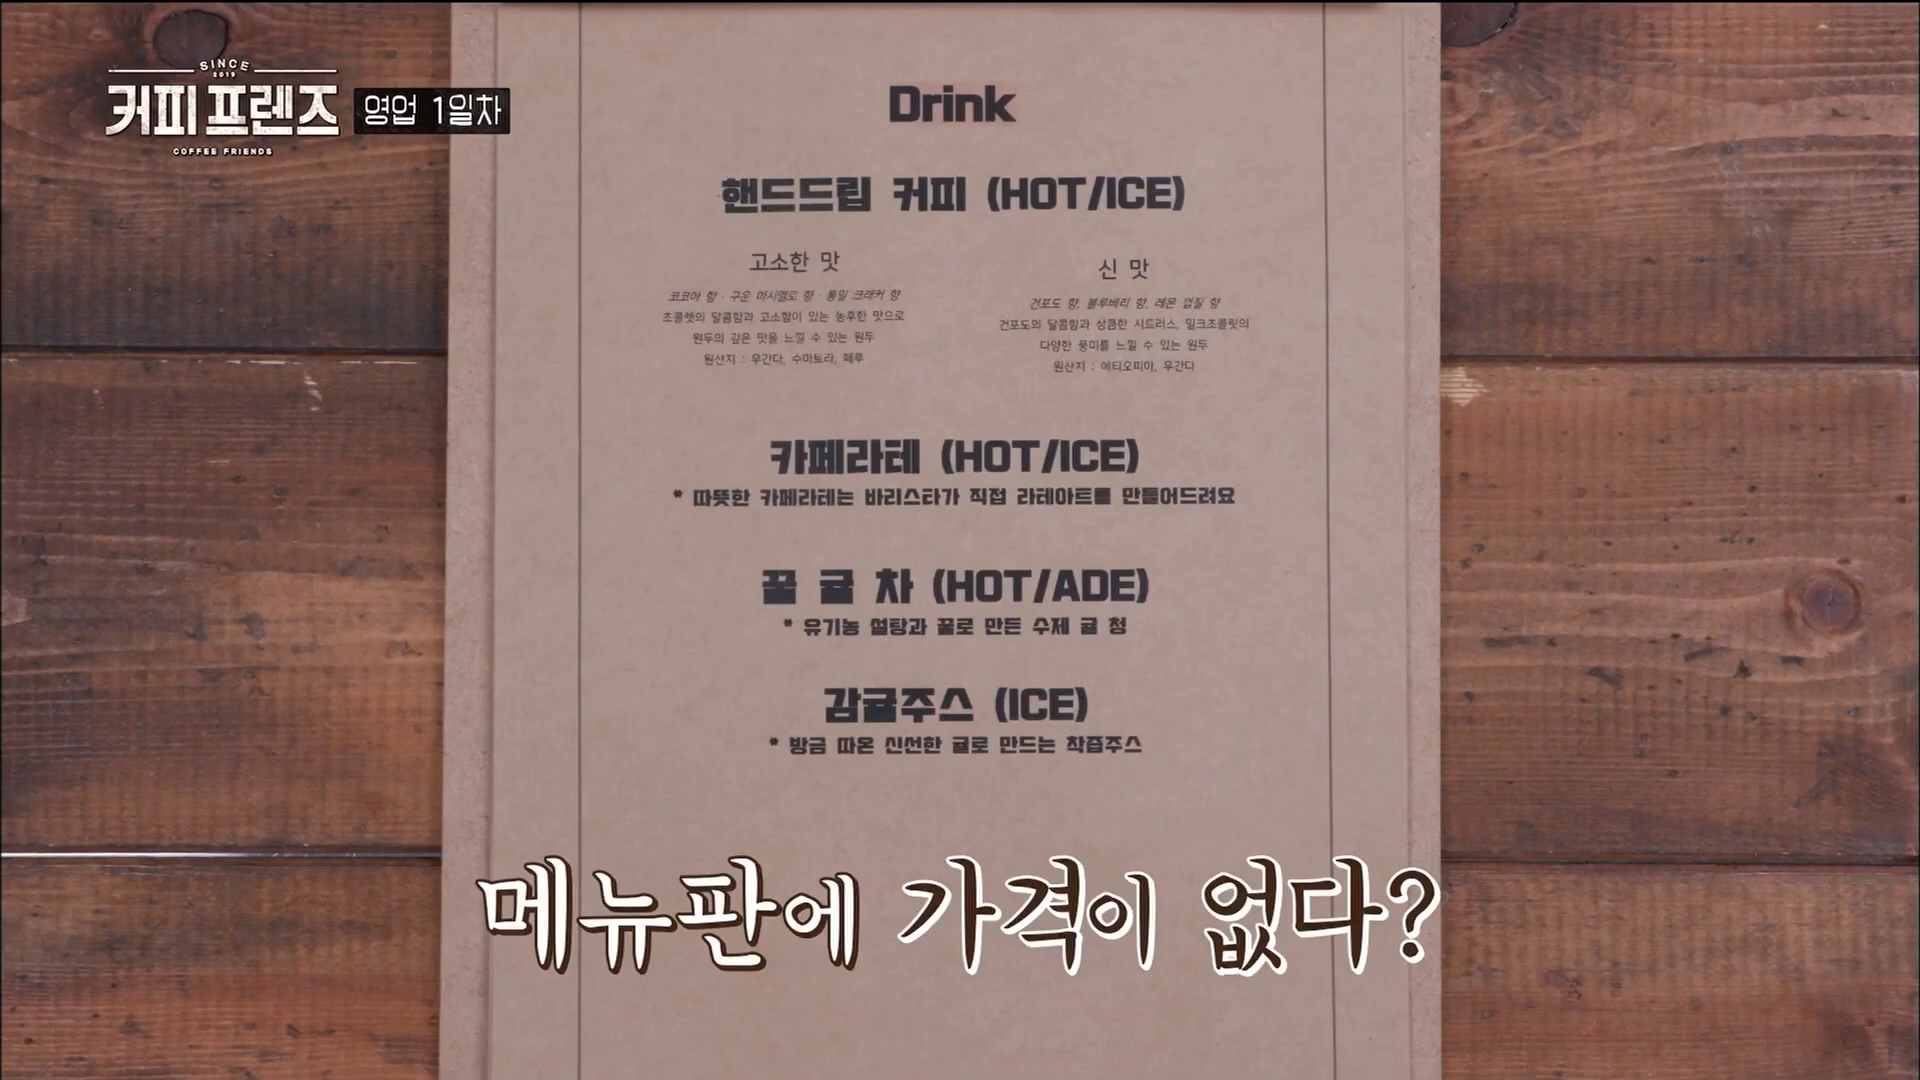 SINCE
2019
커피 프렌즈
COFFEE FRIENDS
영업 1일차
Drink
핸드드립 커피 (HOT/ICE)
고소한 맛
코코아 향 · 구운 마시멜로 향 · 통밀 크래커 향
초콜렛의 달콤함과 고소함이 있는 농후한 맛으로
원두의 깊은 맛을 느낄 수 있는 원두
원산지 : 우간다, 수마트라, 페루
신 맛
건포도 향, 블루베리 향, 레몬 껍질 향
건포도의 달콤함과 상큼한 시트러스, 밀크초콜릿의
다양한 풍미를 느낄 수 있는 원두
원산지 : 에티오피아, 우간다
카페라테 (HOT/ICE)
* 따뜻한 카페라테는 바리스타가 직접 라테아트를 만들어드려요
꿀 귤 차 (HOT/ADE)
* 유기농 설탕과 꿀로 만든 수제 귤 청
감귤주스 (ICE)
* 방금 따온 신선한 귤로 만드는 착즙주스
메뉴판에 가격이 없다?